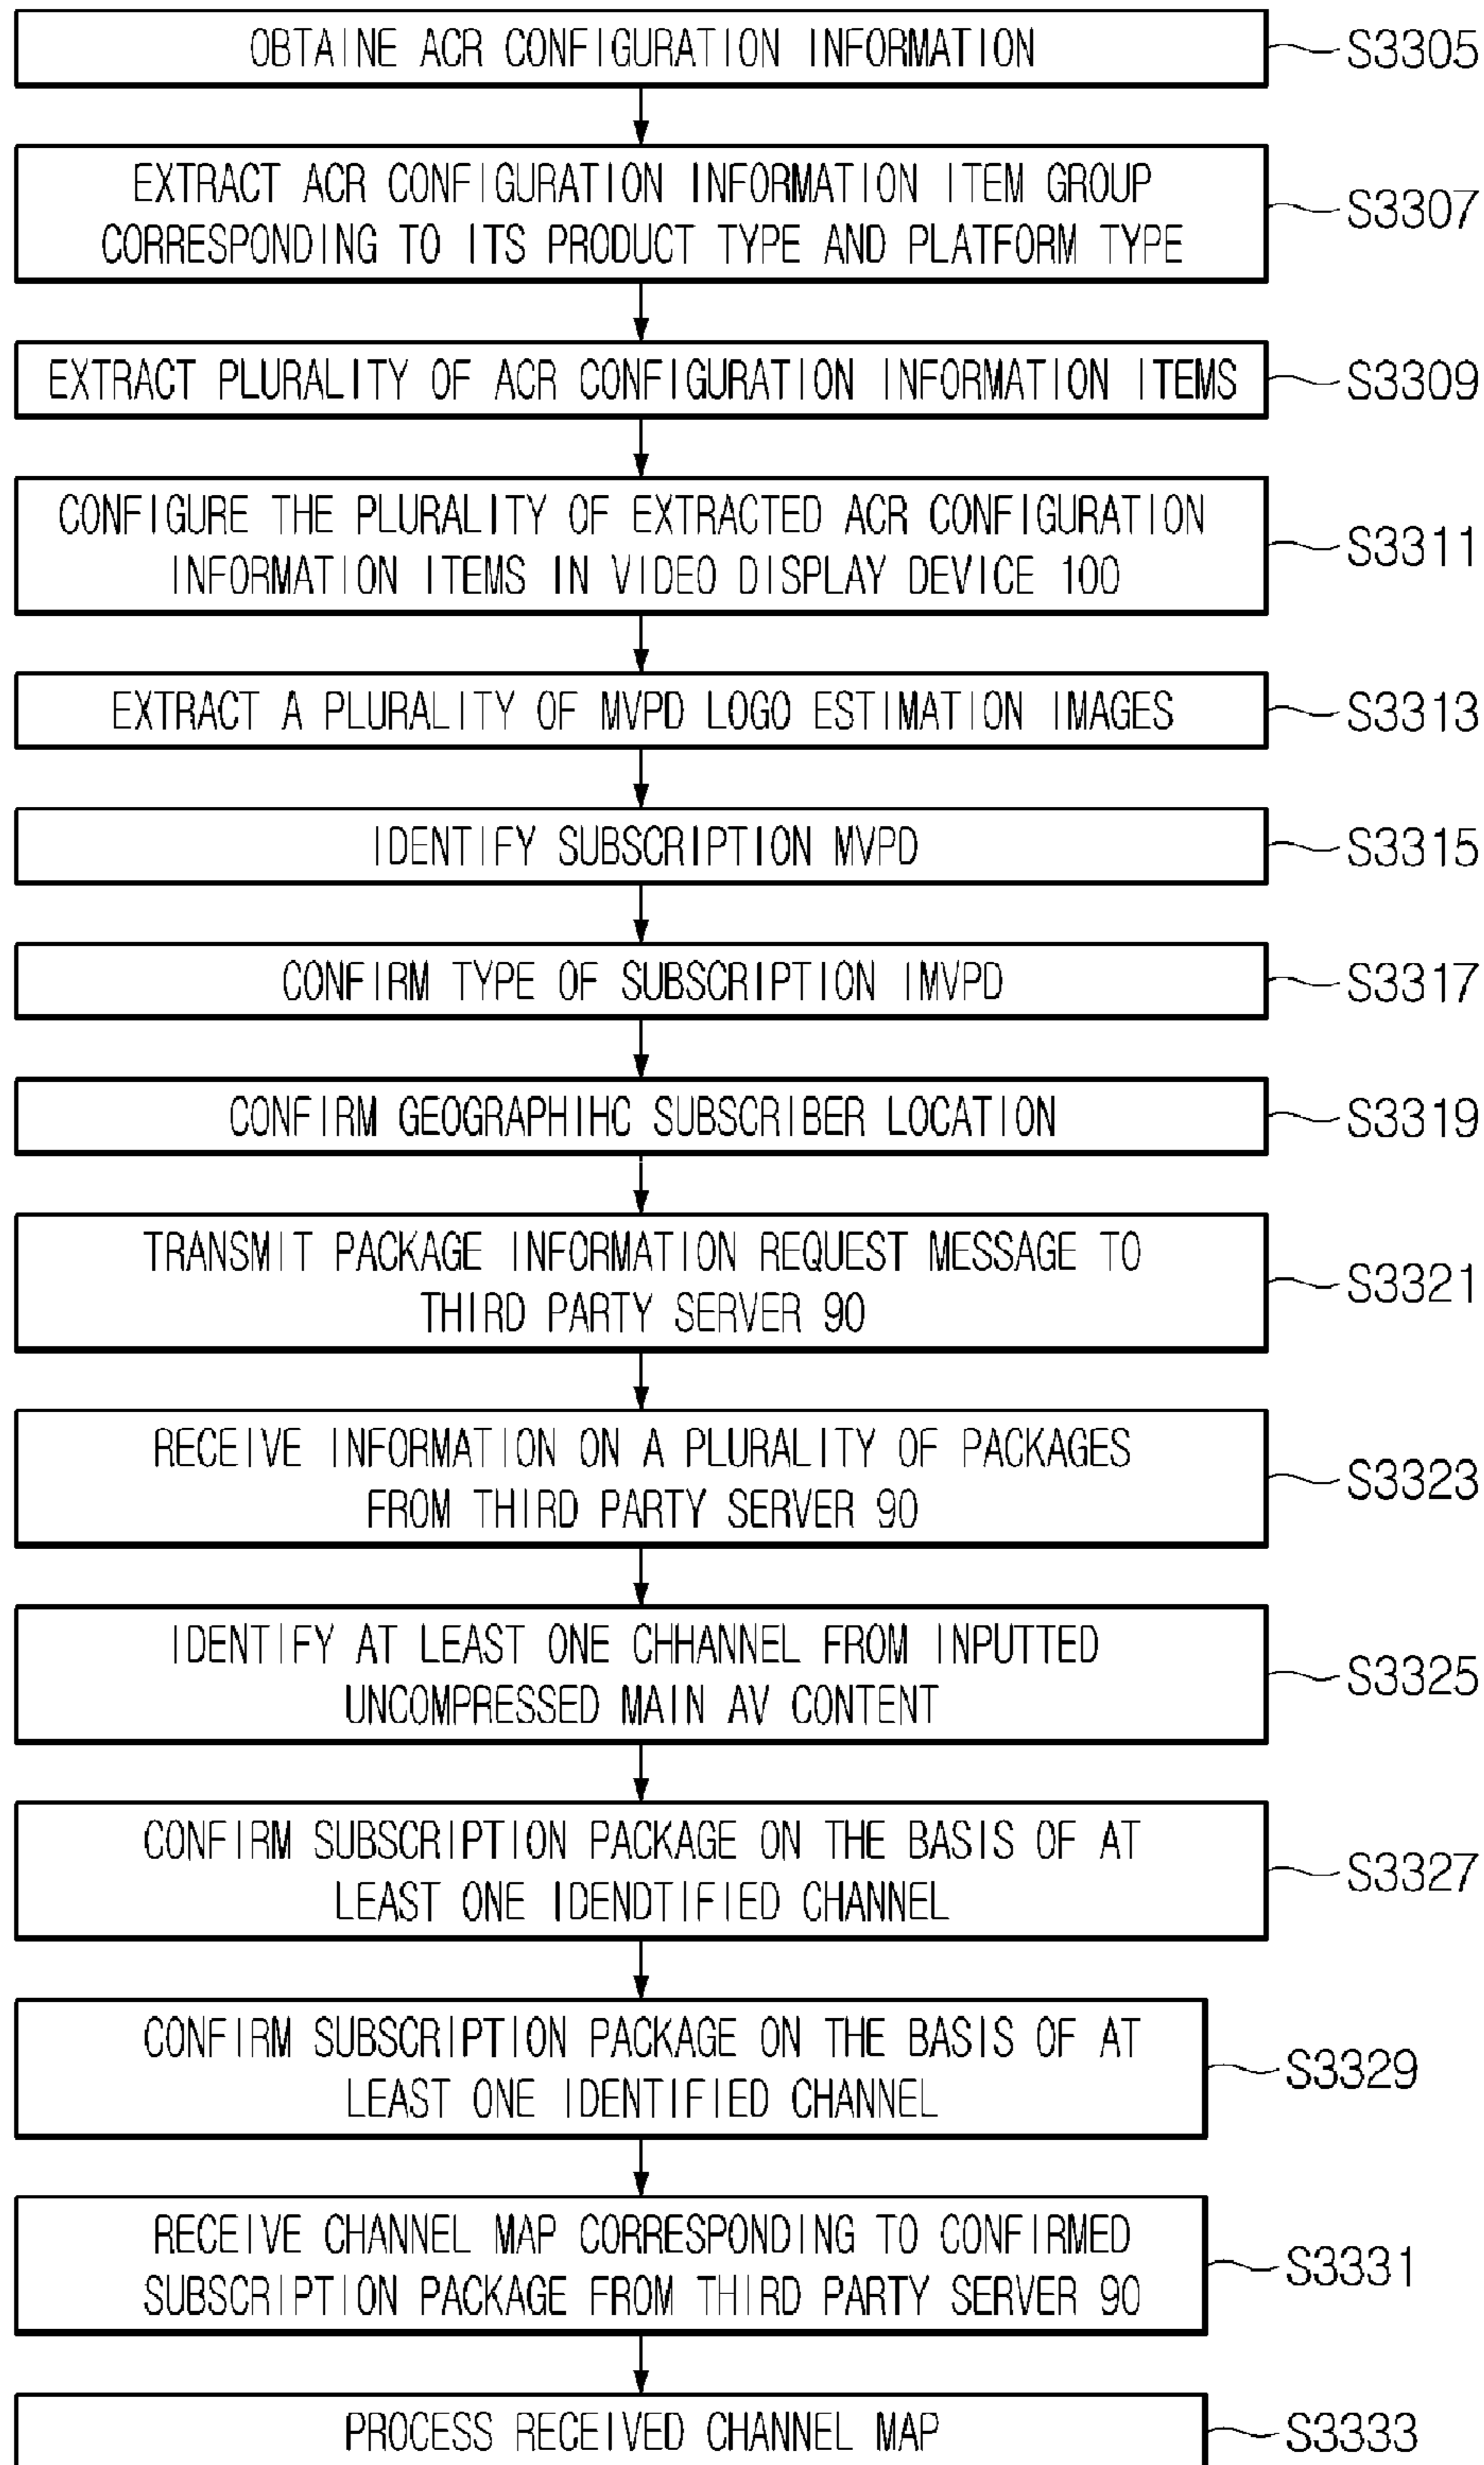 OBTAINE ACR CONFIGURATION INFORMATION
S3305
EXTRACT ACR CONFIGURATION INFORMATION ITEM GROUP
CORRESPONDING TO ITS PRODUCT TYPE AND PLATFORM TYPE
S3307
EXTRACT PLURALITY OF ACR CONFIGURATION INFORMATION ITEMS
S3309
CONFIGURE THE PLURALITY OF EXTRACTED ACR CONFIGURATION
INFORMATION ITEMS IN VIDEO DISPLAY DEVICE 100
S3311
EXTRACT A PLURALITY OF MVPD LOGO ESTIMATION IMAGES
S3313
IDENTIFY SUBSCRIPTION MVPD
S3315
CONFIRM TYPE OF SUBSCRIPTION IMVPD
S3317
CONFIRM GEOGRAPHIHC SUBSCRIBER LOCATION
S3319
TRANSMIT PACKAGE INFORMATION REQUEST MESSAGE TO
THIRD PARTY SERVER 90
S3321
RECEIVE INFORMATION ON A PLURALITY OF PACKAGES
FROM THIRD PARTY SERVER 90
S3323
IDENTIFY AT LEAST ONE CHHANNEL FROM INPUTTED
UNCOMPRESSED MAIN AV CONTENT
S3325
CONFIRM SUBSCRIPTION PACKAGE ON THE BASIS OF AT
LEAST ONE IDENDTIFIED CHANNEL
S3327
CONFIRM SUBSCRIPTION PACKAGE ON THE BASIS OF AT
LEAST ONE IDENTIFIED CHANNEL
S3329
RECEIVE CHANNEL MAP CORRESPONDING TO CONFIRMED
SUBSCRIPTION PACKAGE FROM THIRD PARTY SERVER 90
S3331
PROCESS RECEIVED CHANNEL MAP
S3333